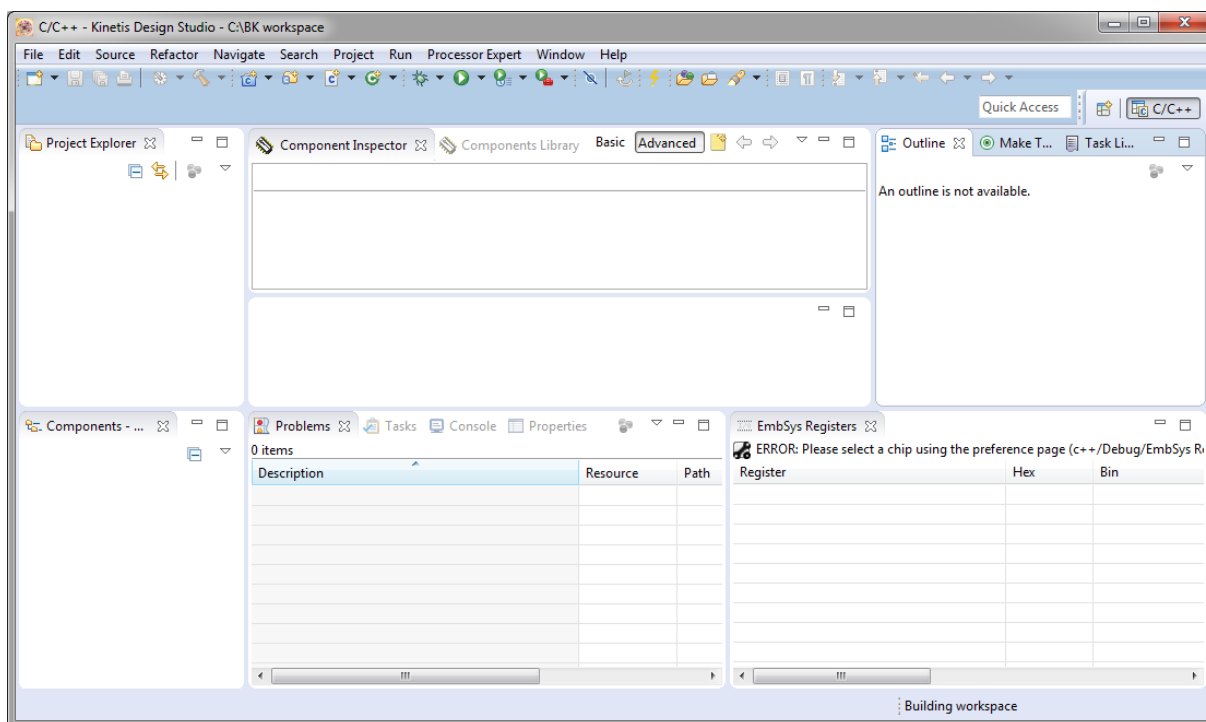 C/C++ - Kinetis Design Studio - C:\BK workspace
File Edit Source Refactor Navigate Search Project Run Processor Expert Window Help
Quick Access C/C++
Project Explorer
Component Inspector Components Library Basic Advanced
Outline Make T... Task Li...
An outline is not available.
Components - ...
Problems Tasks Console Properties
0 items
Description Resource Path
EmbSys Registers
ERROR: Please select a chip using the preference page (c++/Debug/EmbSys R
Register Hex Bin
Building workspace